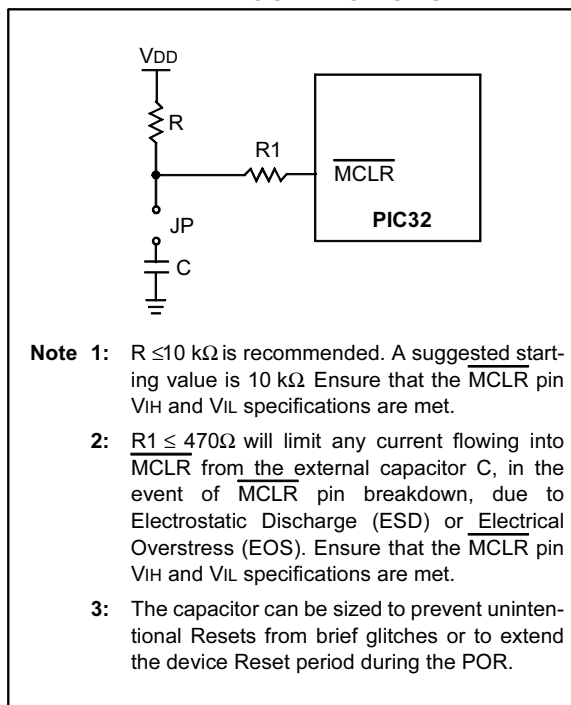 VDD
R
R1
MCLR
JP
PIC32
C
Note 1: R ≤10 kΩ is recommended. A suggested start-
ing value is 10 kΩ Ensure that the MCLR pin
VIH and VIL specifications are met.
2: R1 ≤ 470Ω will limit any current flowing into
MCLR from the external capacitor C, in the
event of MCLR pin breakdown, due to
Electrostatic Discharge (ESD) or Electrical
Overstress (EOS). Ensure that the MCLR pin
VIH and VIL specifications are met.
3: The capacitor can be sized to prevent uninten-
tional Resets from brief glitches or to extend
the device Reset period during the POR.